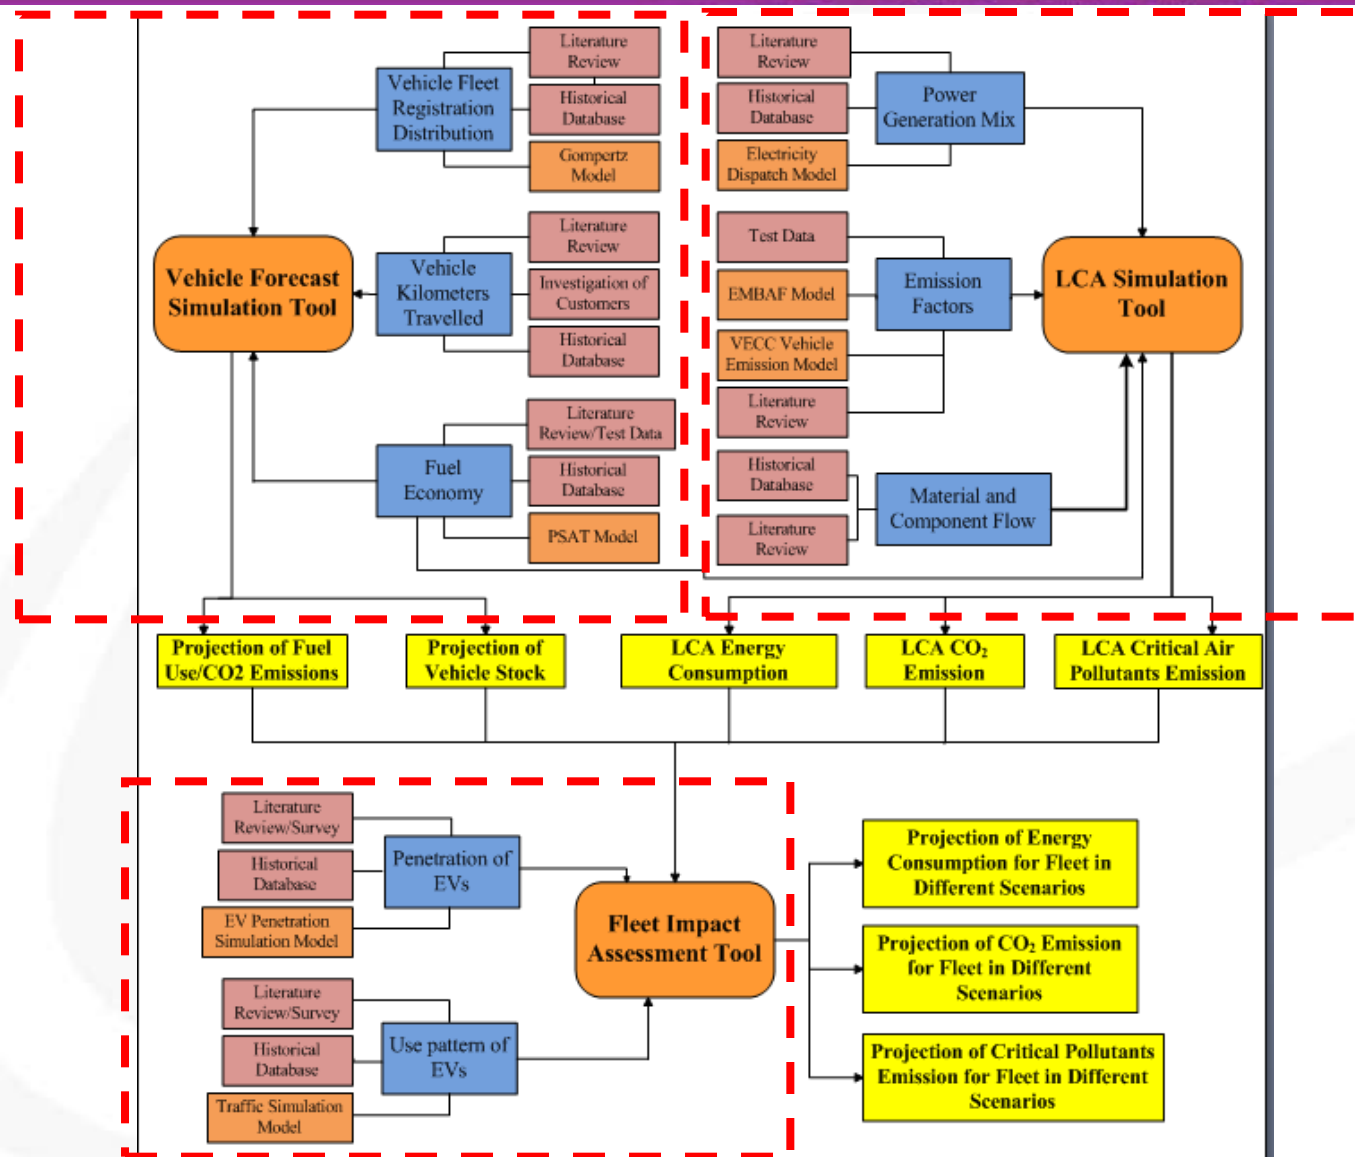 Literature
Review
Vehicle Fleet
Registration
Distribution
Historical
Database
Gompertz
Model
Literature
Review
Vehicle
Kilometers
Travelled
Investigation of
Customers
Historical
Database
Vehicle Forecast
Simulation Tool
Literature
Review/Test Data
Fuel
Economy
Historical
Database
PSAT Model
Literature
Review
Historical
Database
Power
Generation Mix
Electricity
Dispatch Model
Test Data
EMBAF Model
Emission
Factors
VECC Vehicle
Emission Model
Literature
Review
LCA Simulation
Tool
Historical
Database
Material and
Component Flow
Literature
Review
Projection of Fuel
Use/CO2 Emissions
Projection of
Vehicle Stock
LCA Energy
Consumption
LCA CO₂
Emission
LCA Critical Air
Pollutants Emission
Literature
Review/Survey
Historical
Database
Penetration of
EVs
EV Penetration
Simulation Model
Fleet Impact
Assessment Tool
Literature
Review/Survey
Historical
Database
Use pattern of
EVs
Traffic Simulation
Model
Projection of Energy
Consumption for Fleet in
Different Scenarios
Projection of CO₂ Emission
for Fleet in Different
Scenarios
Projection of Critical Pollutants
Emission for Fleet in Different
Scenarios